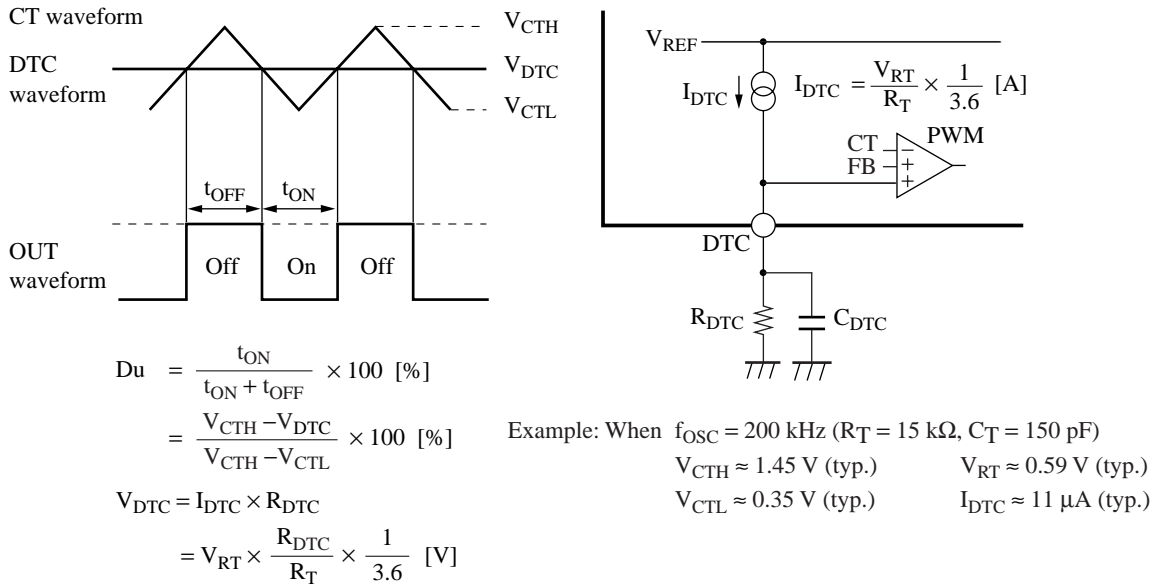 CT waveform
V_CTH
DTC
waveform
V_DTC
V_CTL
t_OFF
t_ON
OUT
waveform
Off
On
Off
Du = t_ON / (t_ON + t_OFF) × 100 [%]
= (V_CTH – V_DTC) / (V_CTH – V_CTL) × 100 [%]
V_DTC = I_DTC × R_DTC
= V_RT × R_DTC / R_T × 1 / 3.6 [V]
V_REF
I_DTC
I_DTC = V_RT / R_T × 1 / 3.6 [A]
PWM
CT
FB
−
+
+
DTC
R_DTC
C_DTC
Example: When f_OSC = 200 kHz (R_T = 15 kΩ, C_T = 150 pF)
V_CTH ≈ 1.45 V (typ.) V_RT ≈ 0.59 V (typ.)
V_CTL ≈ 0.35 V (typ.) I_DTC ≈ 11 μA (typ.)